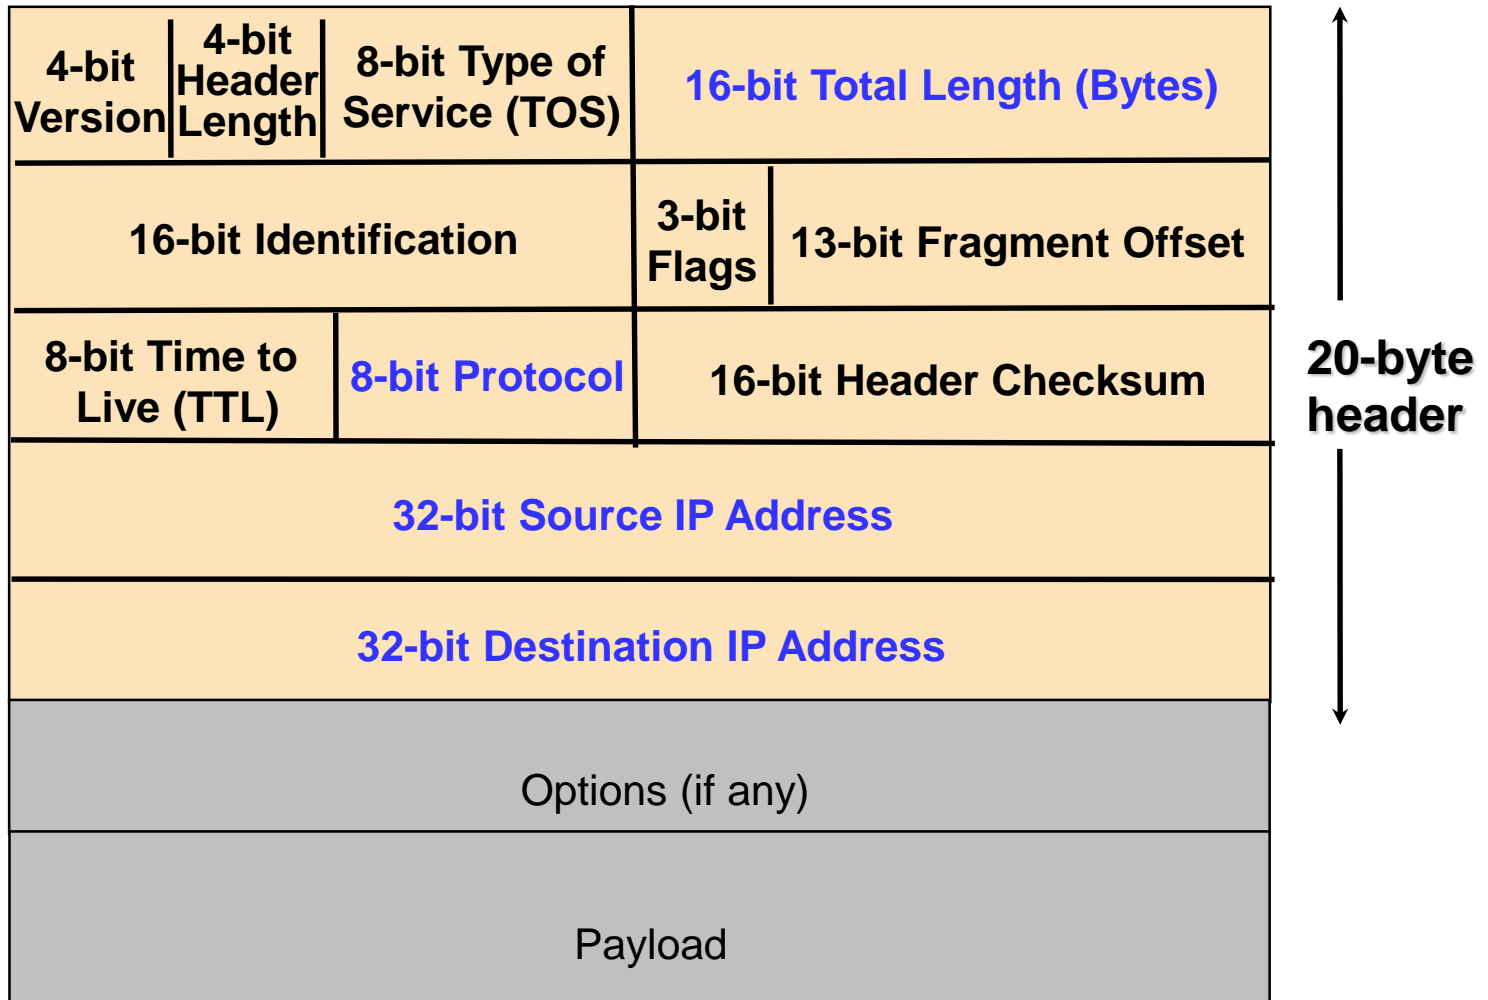 4-bit
Version
4-bit
Header
Length
8-bit Type of
Service (TOS)
16-bit Total Length (Bytes)
16-bit Identification
3-bit
Flags
13-bit Fragment Offset
8-bit Time to
Live (TTL)
8-bit Protocol
16-bit Header Checksum
20-byte
header
32-bit Source IP Address
32-bit Destination IP Address
Options (if any)
Payload